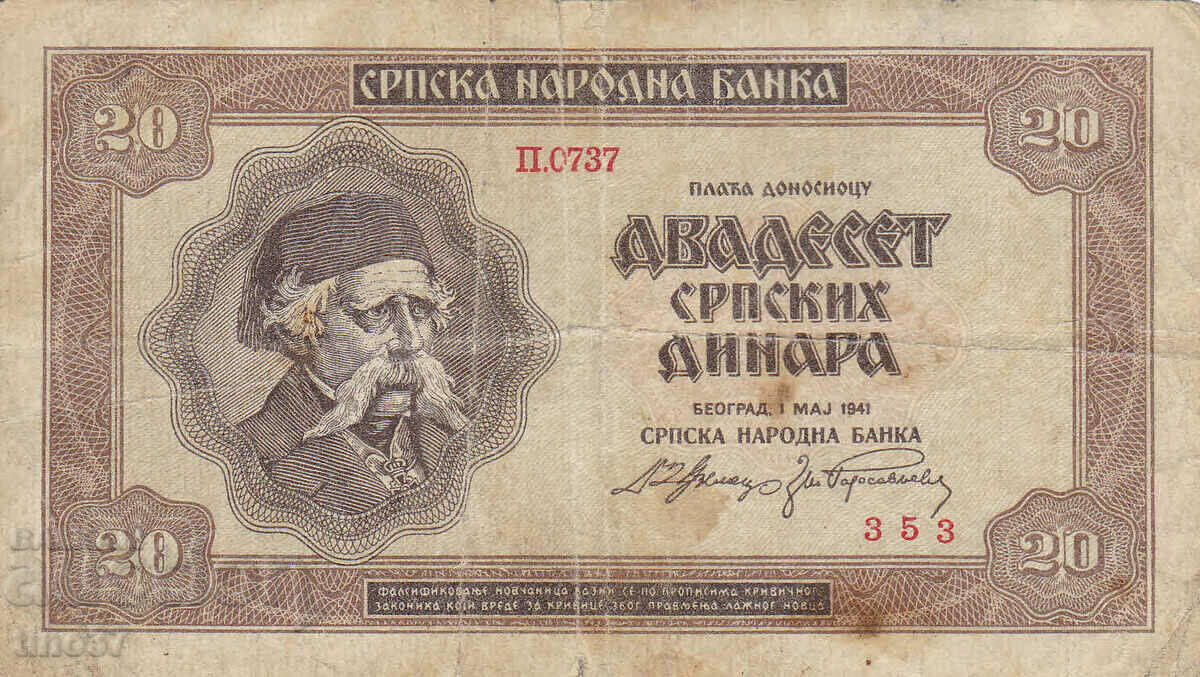 СРПСКА НАРОДНА БАНКА
20
20
П.0737
ПЛАЋА ДОНОСИОЦУ
ДВАДЕСЕТ
СРПСКИХ
ДИНАРА
БЕОГРАД, 1 МАЈ 1941
СРПСКА НАРОДНА БАНКА
353
20
20
ФАЛСИФИКОВАЊЕ НОВЧАНИЦА КАЗНИ СЕ ПО ПРОПИСИМА КРИВИЧНОГ
ЗАКОНИКА КОЈИ ВРЕДЕ ЗА КРИВИЦЕ ЗБОГ ПРАВЉЕЊА ЛАЖНОГ НОВЦА